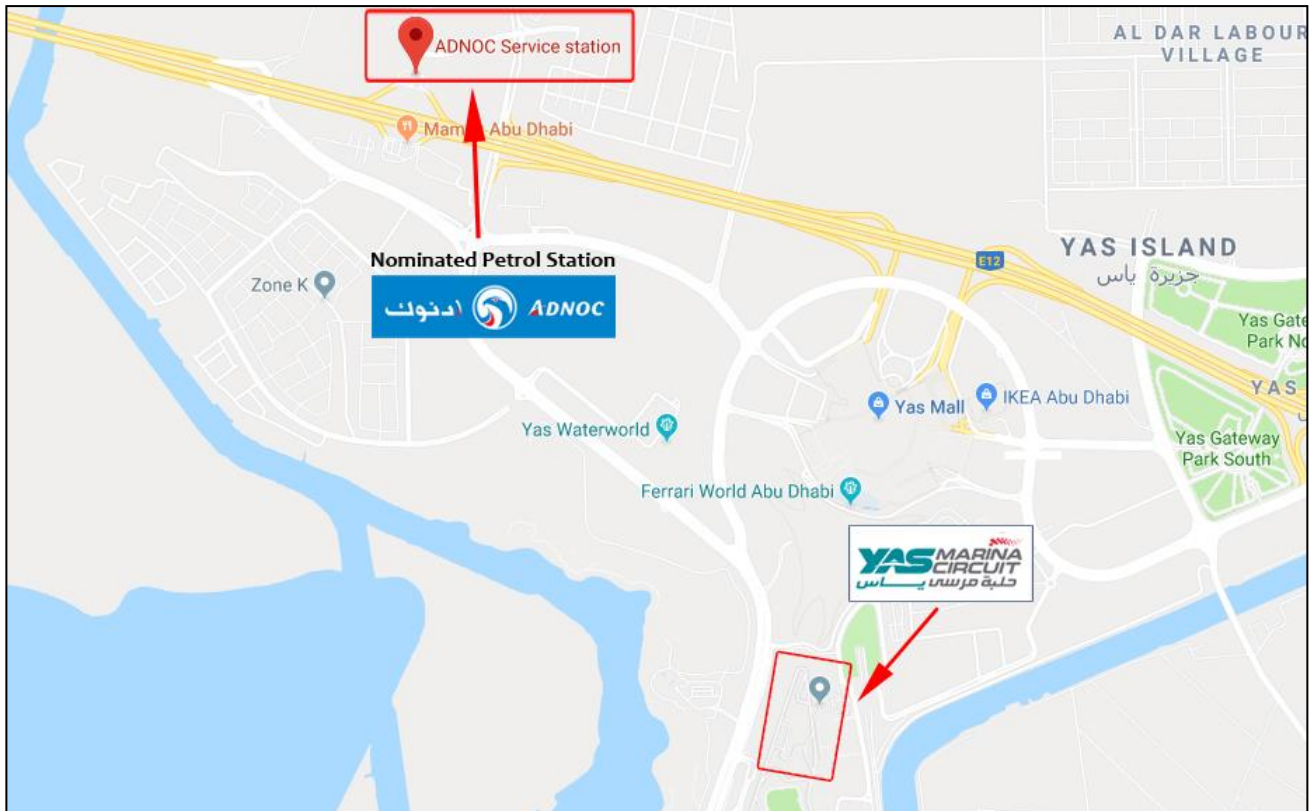 ADNOC Service station
AL DAR LABOUR
VILLAGE
Abu Dhabi
Nominated Petrol Station
ادنوك ADNOC
Zone K
E12
YAS ISLAND
جزيرة ياس
Yas Gate
Park No
YAS
Yas Mall
IKEA Abu Dhabi
Yas Waterworld
Yas Gateway
Park South
Ferrari World Abu Dhabi
YAS MARINA
CIRCUIT
حلبة مرسى ياس